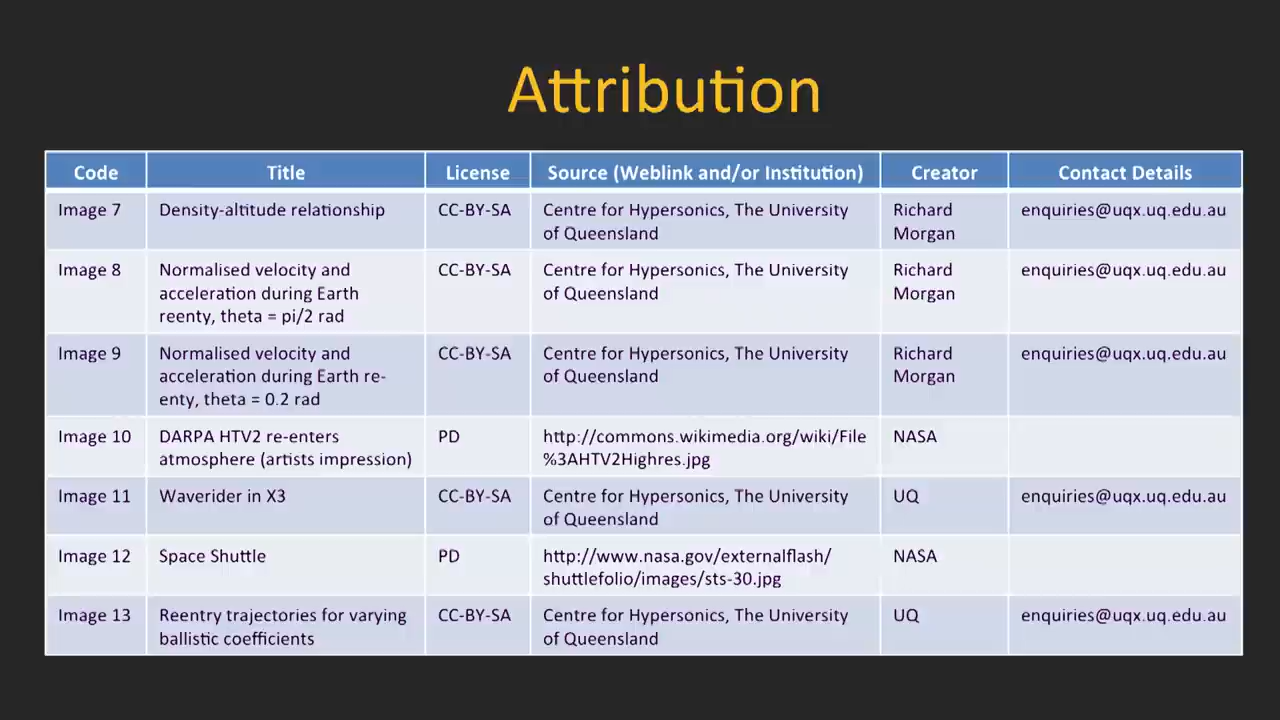 Attribution
Code Title License Source (Weblink and/or Institution) Creator Contact Details
Image 7 Density-altitude relationship CC-BY-SA Centre for Hypersonics, The University Richard enquiries@uqx.uq.edu.au
of Queensland Morgan
Image 8 Normalised velocity and CC-BY-SA Centre for Hypersonics, The University Richard enquiries@uqx.uq.edu.au
acceleration during Earth of Queensland Morgan
reenty, theta = pi/2 rad
Image 9 Normalised velocity and CC-BY-SA Centre for Hypersonics, The University Richard enquiries@uqx.uq.edu.au
acceleration during Earth re- of Queensland Morgan
enty, theta = 0.2 rad
Image 10 DARPA HTV2 re-enters PD http://commons.wikimedia.org/wiki/File NASA
atmosphere (artists impression) %3AHTV2Highres.jpg
Image 11 Waverider in X3 CC-BY-SA Centre for Hypersonics, The University UQ enquiries@uqx.uq.edu.au
of Queensland
Image 12 Space Shuttle PD http://www.nasa.gov/externalflash/ NASA
shuttlefolio/images/sts-30.jpg
Image 13 Reentry trajectories for varying CC-BY-SA Centre for Hypersonics, The University UQ enquiries@uqx.uq.edu.au
ballistic coefficients of Queensland